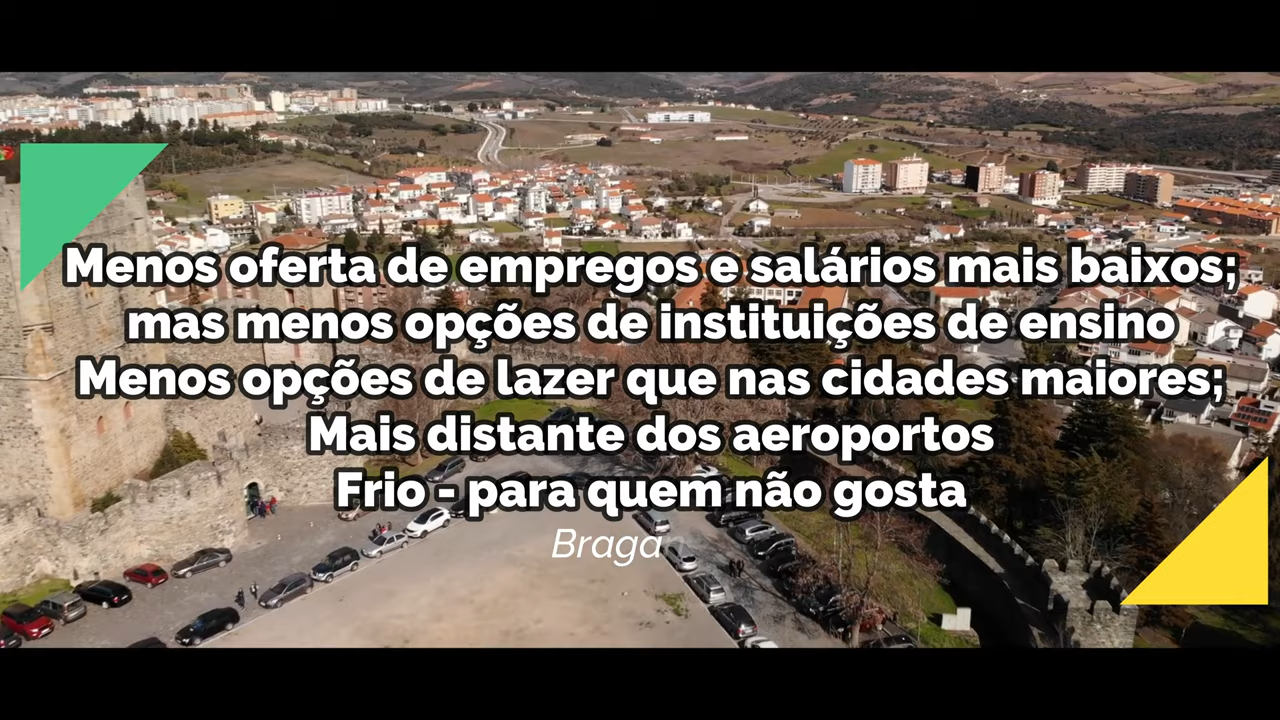 Menos oferta de empregos e salários mais baixos;
mas menos opções de instituições de ensino
Menos opções de lazer que nas cidades maiores;
Mais distante dos aeroportos
Frio - para quem não gosta
Bragan